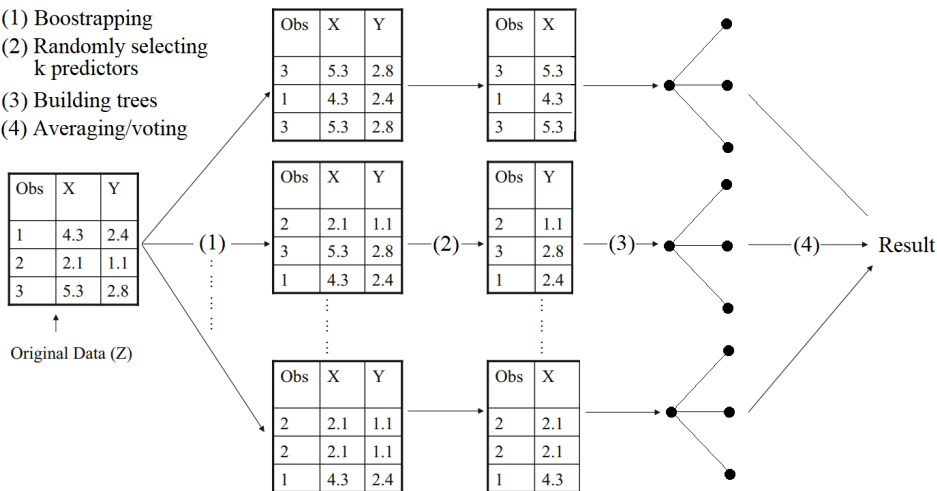 (1) Boostrapping
(2) Randomly selecting
k predictors
(3) Building trees
(4) Averaging/voting
Obs X Y
1 4.3 2.4
2 2.1 1.1
3 5.3 2.8
Original Data (Z)
(1)
Obs X Y
3 5.3 2.8
1 4.3 2.4
3 5.3 2.8
Obs X
3 5.3
1 4.3
3 5.3
Obs X Y
2 2.1 1.1
3 5.3 2.8
1 4.3 2.4
(2)
Obs Y
2 1.1
3 2.8
1 2.4
(3)
(4)
Result
Obs X Y
2 2.1 1.1
2 2.1 1.1
1 4.3 2.4
Obs X
2 2.1
2 2.1
1 4.3